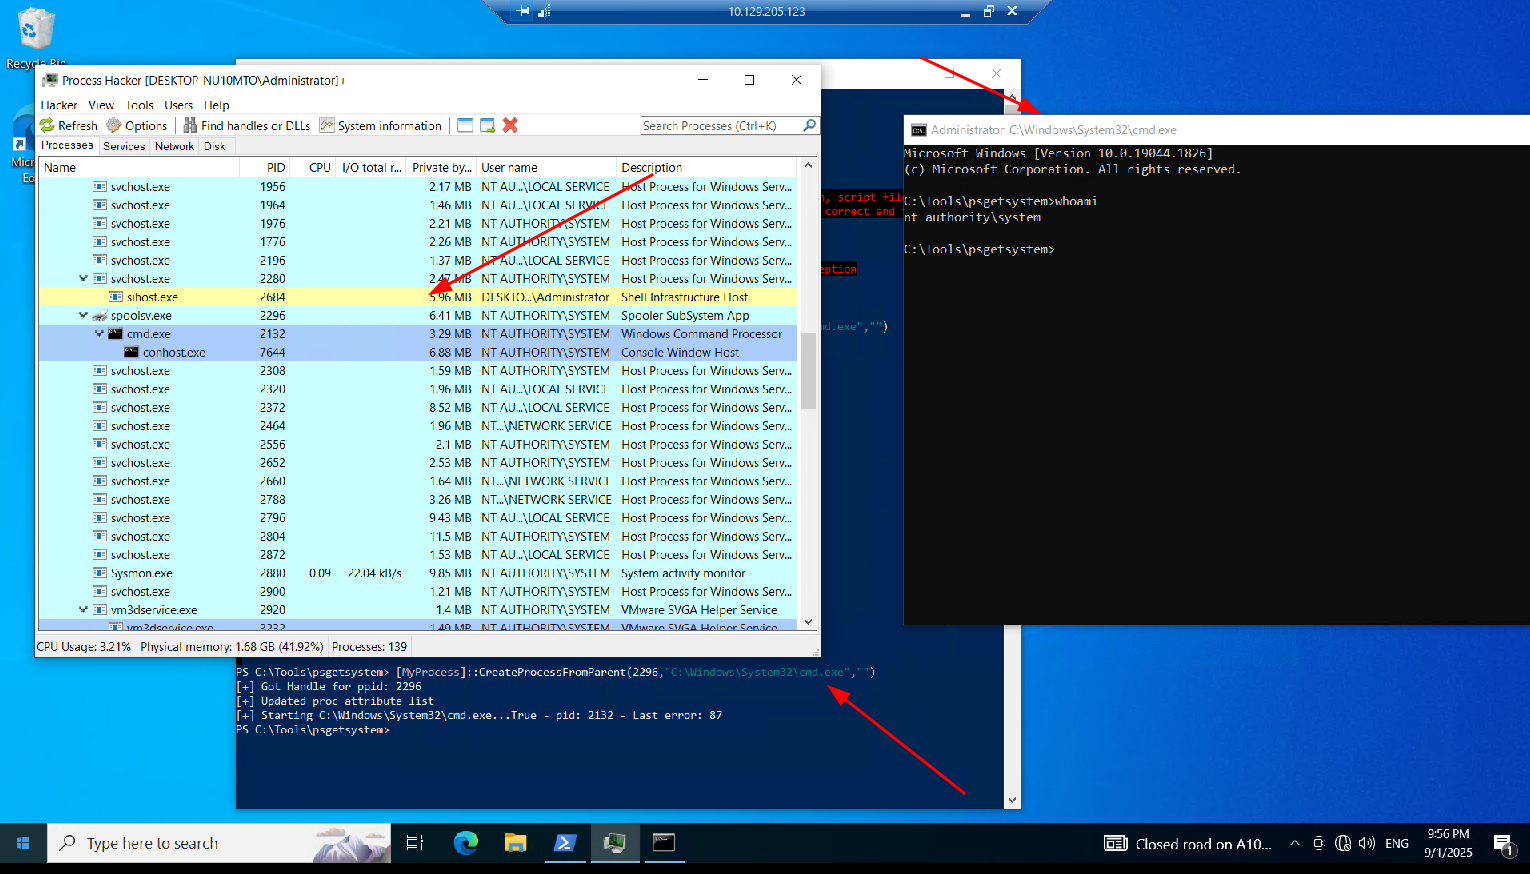 10.129.205.123
Recycle Bin
Process Hacker [DESKTOP-NU10MTO\Administrator]+
Hacker View Tools Users Help
Refresh Options Find handles or DLLs System information Search Processes (Ctrl+K)
Processes Services Network Disk
Name PID CPU I/O total r... Private by... User name Description
svchost.exe 1956 2.17 MB NT AU...\LOCAL SERVICE Host Process for Windows Serv...
svchost.exe 1964 1.46 MB NT AU...\LOCAL SERVICE Host Process for Windows Serv...
svchost.exe 1976 2.21 MB NT AUTHORITY\SYSTEM Host Process for Windows Serv...
svchost.exe 1776 2.26 MB NT AUTHORITY\SYSTEM Host Process for Windows Serv...
svchost.exe 2196 1.37 MB NT AU...\LOCAL SERVICE Host Process for Windows Serv...
svchost.exe 2280 2.47 MB NT AUTHORITY\SYSTEM Host Process for Windows Serv...
sihost.exe 2684 5.96 MB DESKTO...\Administrator Shell Infrastructure Host
spoolsv.exe 2296 6.41 MB NT AUTHORITY\SYSTEM Spooler SubSystem App
cmd.exe 2132 3.29 MB NT AUTHORITY\SYSTEM Windows Command Processor
conhost.exe 7644 6.88 MB NT AUTHORITY\SYSTEM Console Window Host
svchost.exe 2308 1.59 MB NT AUTHORITY\SYSTEM Host Process for Windows Serv...
svchost.exe 2320 1.96 MB NT AU...\LOCAL SERVICE Host Process for Windows Serv...
svchost.exe 2372 8.52 MB NT AU...\LOCAL SERVICE Host Process for Windows Serv...
svchost.exe 2464 1.96 MB NT...\NETWORK SERVICE Host Process for Windows Serv...
svchost.exe 2556 2.1 MB NT AUTHORITY\SYSTEM Host Process for Windows Serv...
svchost.exe 2652 2.53 MB NT AUTHORITY\SYSTEM Host Process for Windows Serv...
svchost.exe 2660 1.64 MB NT...\NETWORK SERVICE Host Process for Windows Serv...
svchost.exe 2788 3.26 MB NT...\NETWORK SERVICE Host Process for Windows Serv...
svchost.exe 2796 9.43 MB NT AU...\LOCAL SERVICE Host Process for Windows Serv...
svchost.exe 2804 11.5 MB NT AUTHORITY\SYSTEM Host Process for Windows Serv...
svchost.exe 2872 1.53 MB NT AU...\LOCAL SERVICE Host Process for Windows Serv...
Sysmon.exe 2880 0.09 22.04 kB/s 9.85 MB NT AUTHORITY\SYSTEM System activity monitor
svchost.exe 2900 1.21 MB NT AUTHORITY\SYSTEM Host Process for Windows Serv...
vm3dservice.exe 2920 1.4 MB NT AUTHORITY\SYSTEM VMware SVGA Helper Service
vm3dservice.exe 3232 1.49 MB NT AUTHORITY\SYSTEM VMware SVGA Helper Service
CPU Usage: 3.21% Physical memory: 1.68 GB (41.92%) Processes: 139
, script
correct and
eption
md.exe","")
PS C:\Tools\psgetsystem> [MyProcess]::CreateProcessFromParent(2296,"C:\Windows\System32\cmd.exe","")
[+] Got Handle for ppid: 2296
[+] Updated proc attribute list
[+] Starting C:\Windows\System32\cmd.exe...True - pid: 2132 - Last error: 87
PS C:\Tools\psgetsystem>
Administrator: C:\Windows\System32\cmd.exe
Microsoft Windows [Version 10.0.19044.1826]
(c) Microsoft Corporation. All rights reserved.
C:\Tools\psgetsystem>whoami
nt authority\system
C:\Tools\psgetsystem>
Type here to search
Closed road on A10...
ENG
9:56 PM
9/1/2025
1